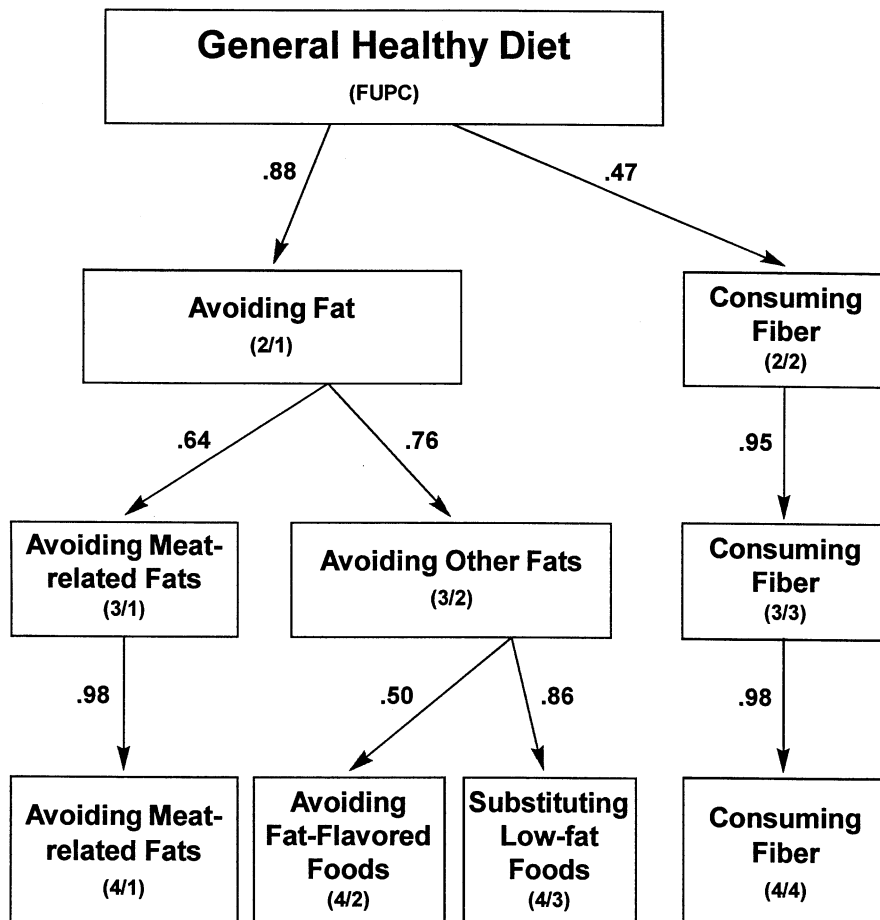 General Healthy Diet
(FUPC)
.88
.47
Avoiding Fat
(2/1)
Consuming
Fiber
(2/2)
.64
.76
.95
Avoiding Meat-
related Fats
(3/1)
Avoiding Other Fats
(3/2)
Consuming
Fiber
(3/3)
.98
.50
.86
.98
Avoiding Meat-
related Fats
(4/1)
Avoiding
Fat-Flavored
Foods
(4/2)
Substituting
Low-fat
Foods
(4/3)
Consuming
Fiber
(4/4)